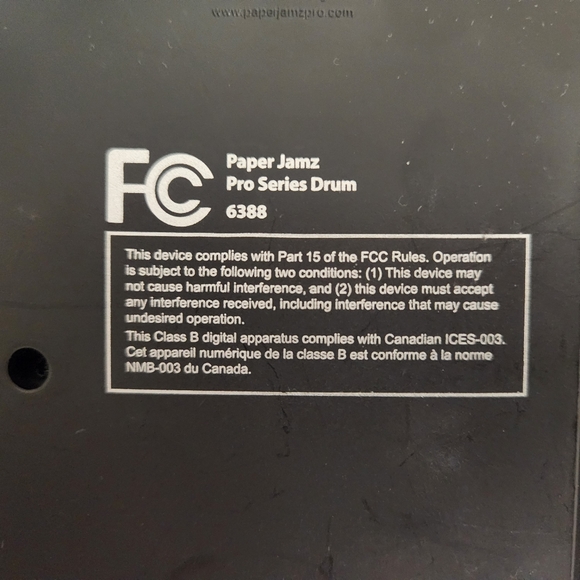 www.paperjamzpro.com
FC
Paper Jamz
Pro Series Drum
6388
This device complies with Part 15 of the FCC Rules. Operation
is subject to the following two conditions: (1) This device may
not cause harmful interference, and (2) this device must accept
any interference received, including interference that may cause
undesired operation.
This Class B digital apparatus complies with Canadian ICES-003.
Cet appareil numérique de la classe B est conforme à la norme
NMB-003 du Canada.